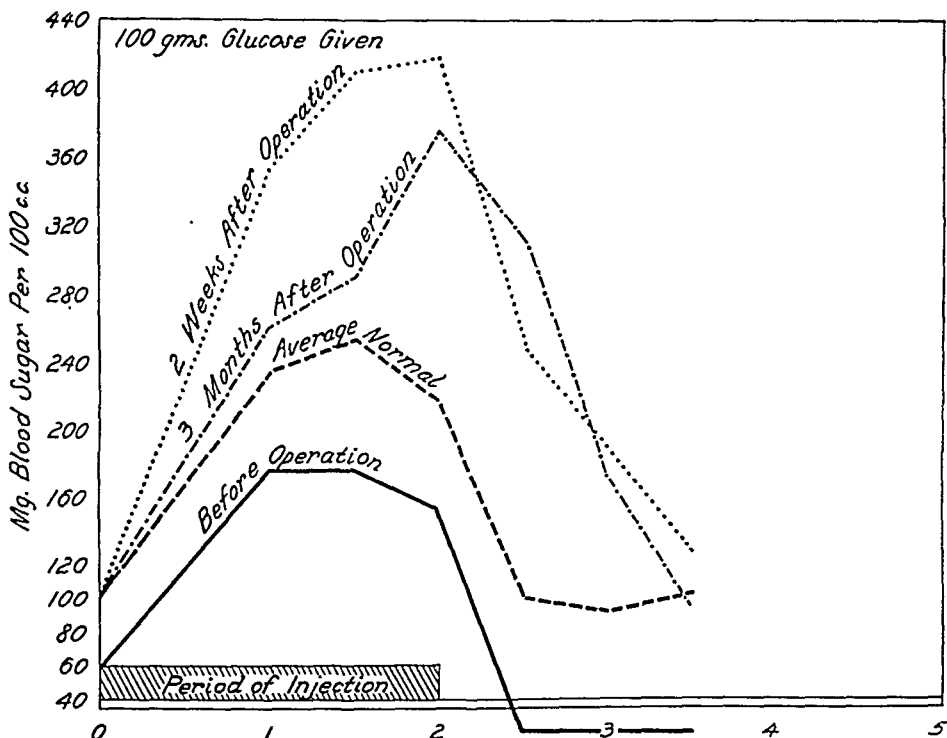 440
100 gms. Glucose Given
400
360
320
280
240
200
160
120
100
80
60
40
Mg. Blood Sugar Per 100 c.c.
2 Weeks After Operation
3 Months After Operation
Average Normal
Before Operation
Period of Injection
0 1 2 3 4 5